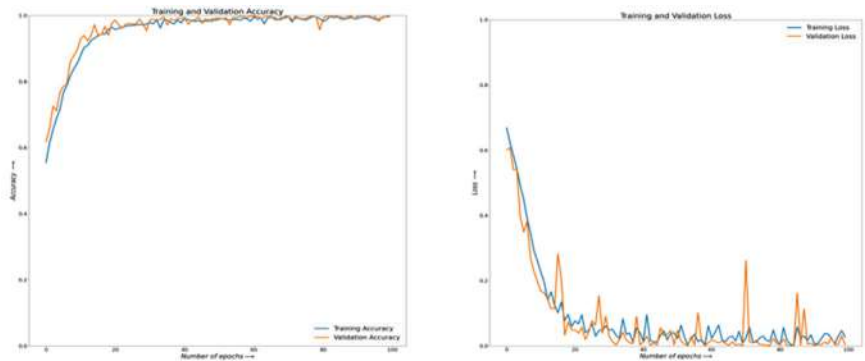 Training and Validation Accuracy
1.0
0.8
0.6
0.4
0.2
0.0
Accuracy →
0
20
40
60
80
100
Number of epochs →
Training Accuracy
Validation Accuracy
Training and Validation Loss
Training Loss
Validation Loss
1.0
0.8
0.6
0.4
0.2
0.0
Loss →
0
20
40
60
80
100
Number of epochs →